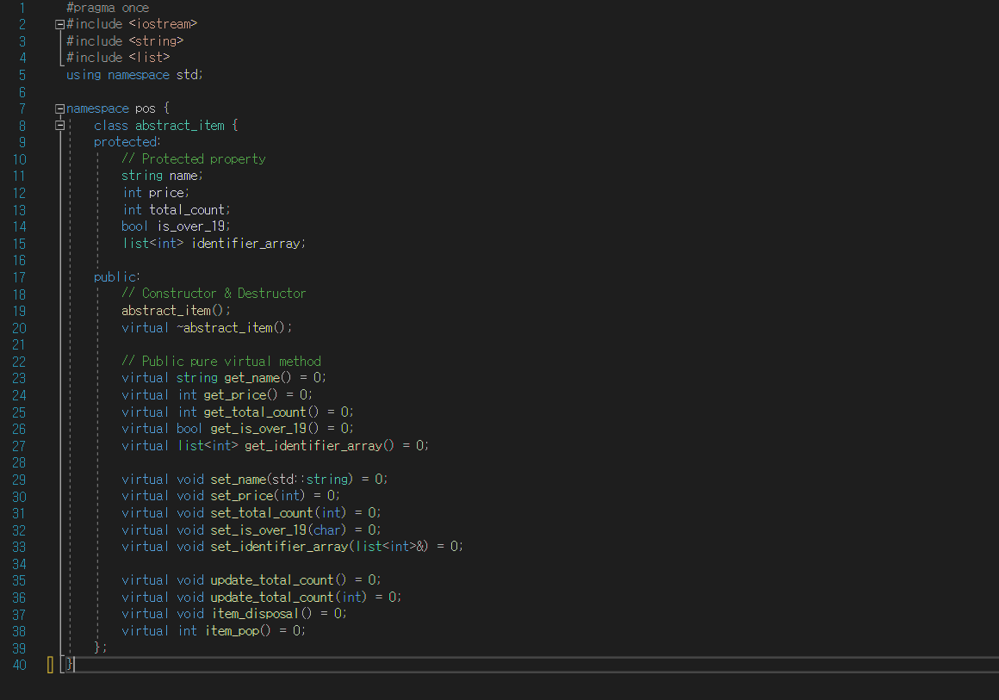 1 #pragma once
2 #include <iostream>
3 #include <string>
4 #include <list>
5 using namespace std;
6
7 namespace pos {
8 class abstract_item {
9 protected:
10 // Protected property
11 string name;
12 int price;
13 int total_count;
14 bool is_over_19;
15 list<int> identifier_array;
16
17 public:
18 // Constructor & Destructor
19 abstract_item();
20 virtual ~abstract_item();
21
22 // Public pure virtual method
23 virtual string get_name() = 0;
24 virtual int get_price() = 0;
25 virtual int get_total_count() = 0;
26 virtual bool get_is_over_19() = 0;
27 virtual list<int> get_identifier_array() = 0;
28
29 virtual void set_name(std::string) = 0;
30 virtual void set_price(int) = 0;
31 virtual void set_total_count(int) = 0;
32 virtual void set_is_over_19(char) = 0;
33 virtual void set_identifier_array(list<int>&) = 0;
34
35 virtual void update_total_count() = 0;
36 virtual void update_total_count(int) = 0;
37 virtual void item_disposal() = 0;
38 virtual int item_pop() = 0;
39 };
40 }